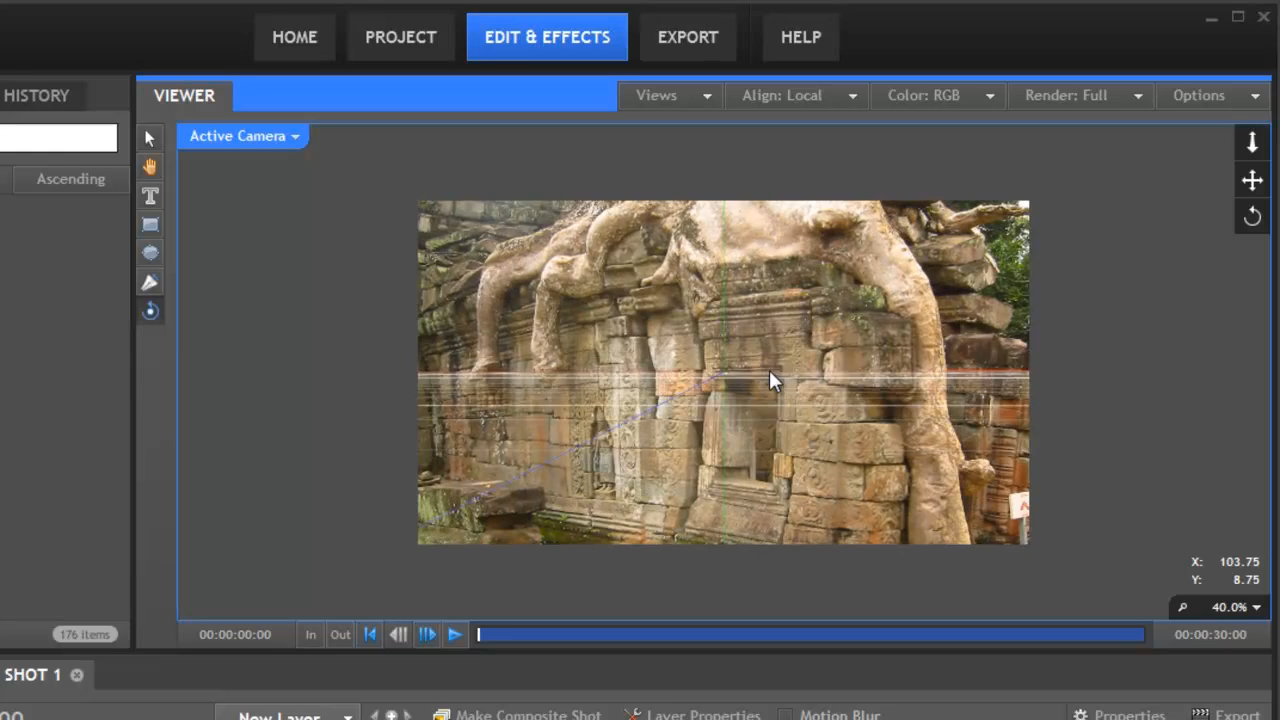 HOME PROJECT EDIT & EFFECTS EXPORT HELP
HISTORY VIEWER Views Align: Local Color: RGB Render: Full Options
Active Camera
T
Ascending
X: 103.75
Y: 8.75
40.0%
176 items 00:00:00:00 In Out 00:00:30:00
SHOT 1
New Layer Make Composite Shot Layer Properties Motion Blur Properties Export